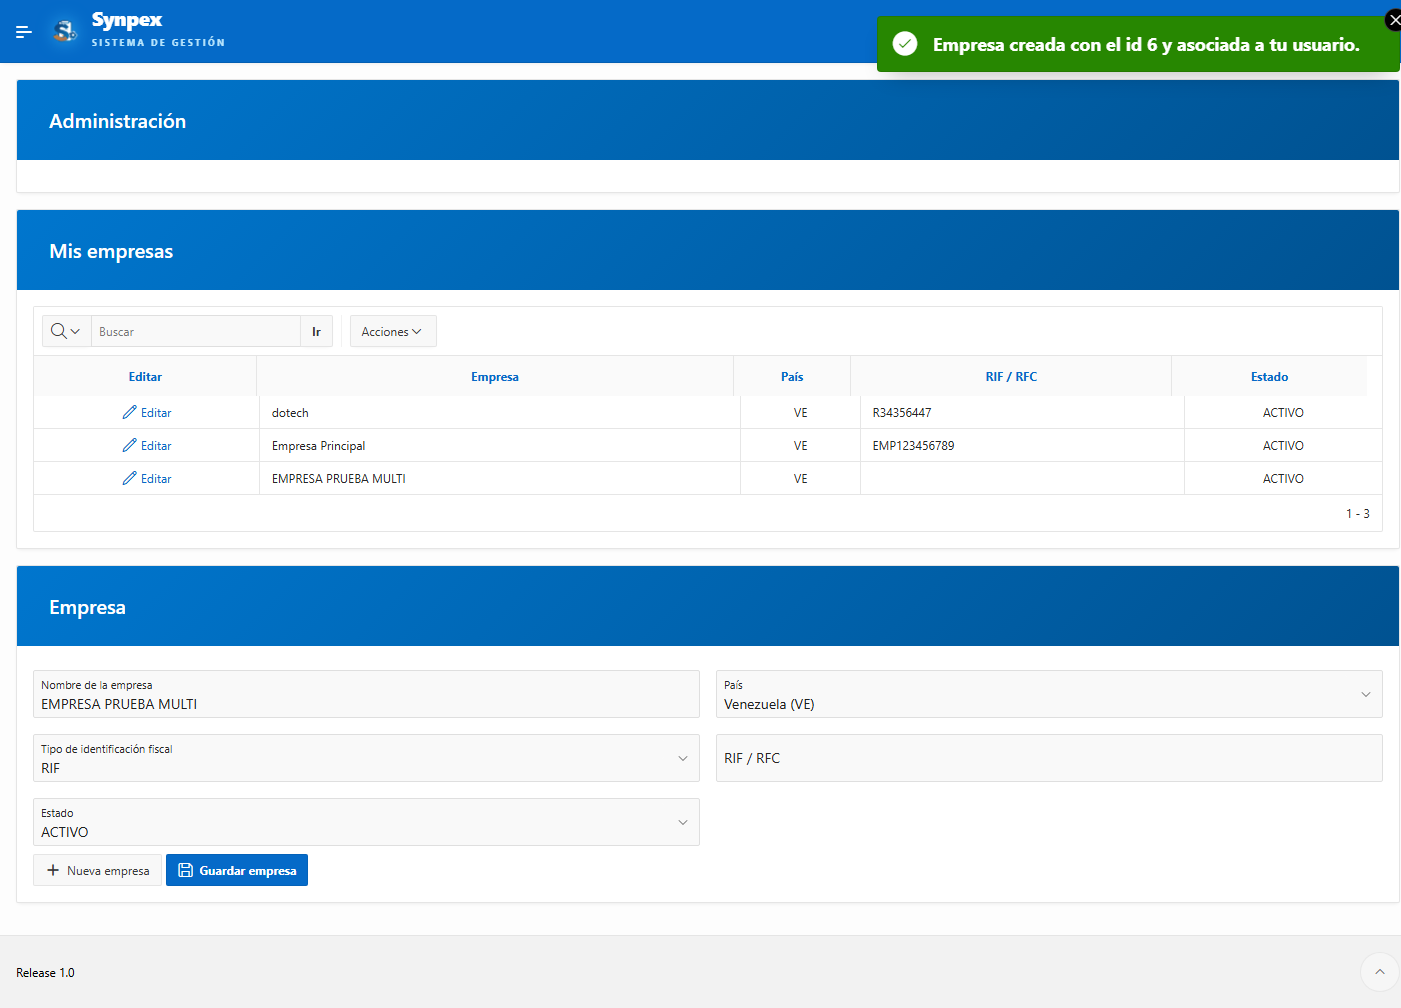 Synpex
SISTEMA DE GESTIÓN
Empresa creada con el id 6 y asociada a tu usuario.
Administración
Mis empresas
Buscar
Ir
Acciones
Editar Empresa País RIF / RFC Estado
Editar dotech VE R34356447 ACTIVO
Editar Empresa Principal VE EMP123456789 ACTIVO
Editar EMPRESA PRUEBA MULTI VE ACTIVO
1 - 3
Empresa
Nombre de la empresa
EMPRESA PRUEBA MULTI
País
Venezuela (VE)
Tipo de identificación fiscal
RIF
RIF / RFC
Estado
ACTIVO
Nueva empresa
Guardar empresa
Release 1.0